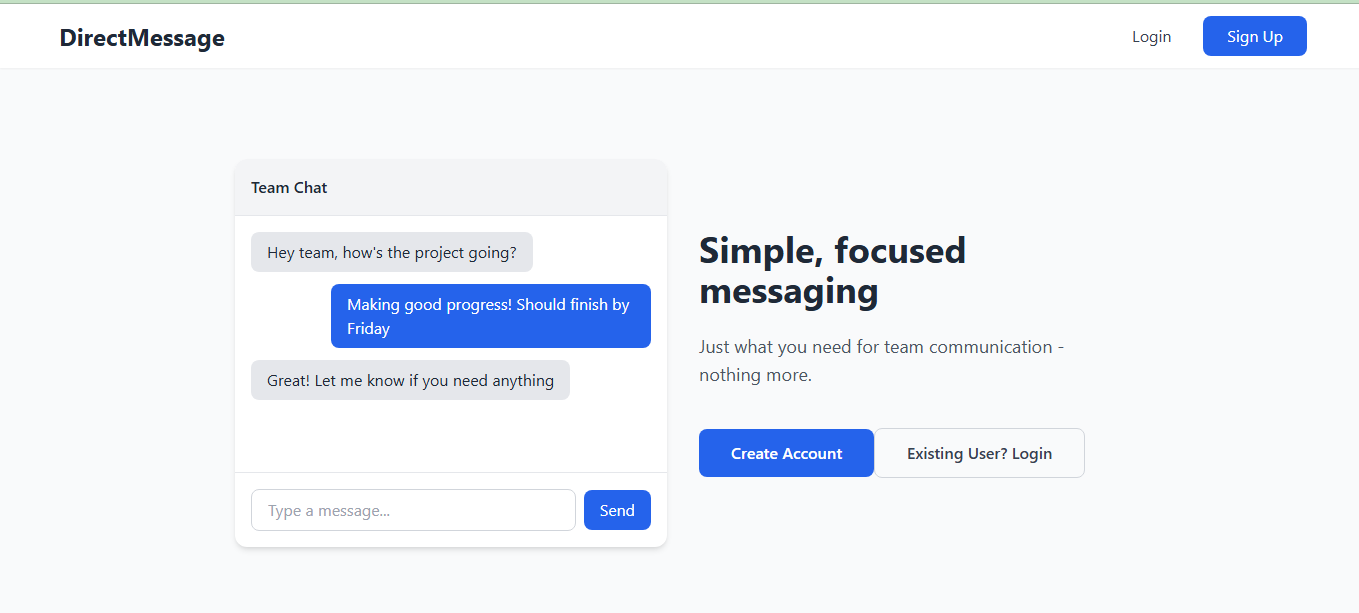 DirectMessage
Login
Sign Up
Team Chat
Hey team, how's the project going?
Making good progress! Should finish by
Friday
Great! Let me know if you need anything
Type a message...
Send
Simple, focused
messaging
Just what you need for team communication -
nothing more.
Create Account
Existing User? Login